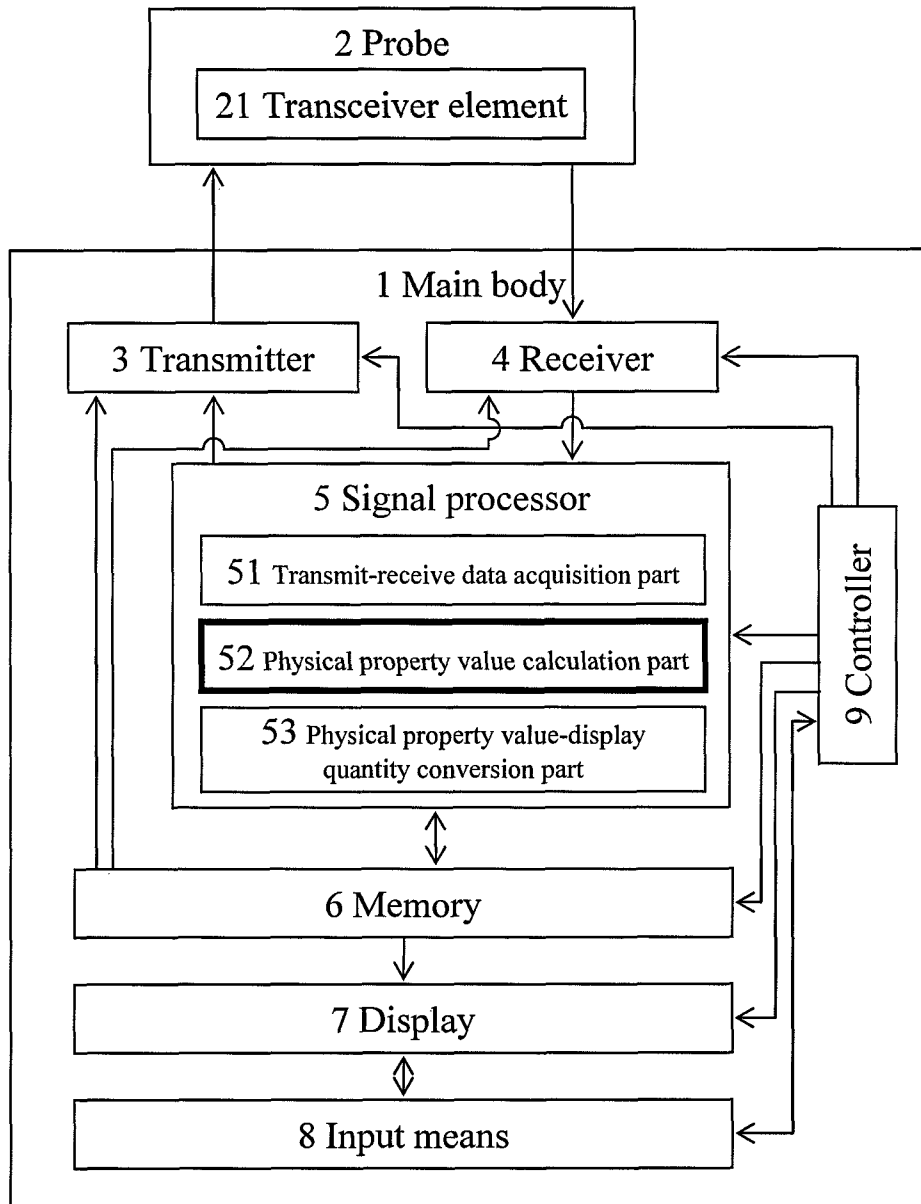 2 Probe
21 Transceiver element
1 Main body
3 Transmitter
4 Receiver
5 Signal processor
51 Transmit-receive data acquisition part
52 Physical property value calculation part
53 Physical property value-display
quantity conversion part
9 Controller
6 Memory
7 Display
8 Input means